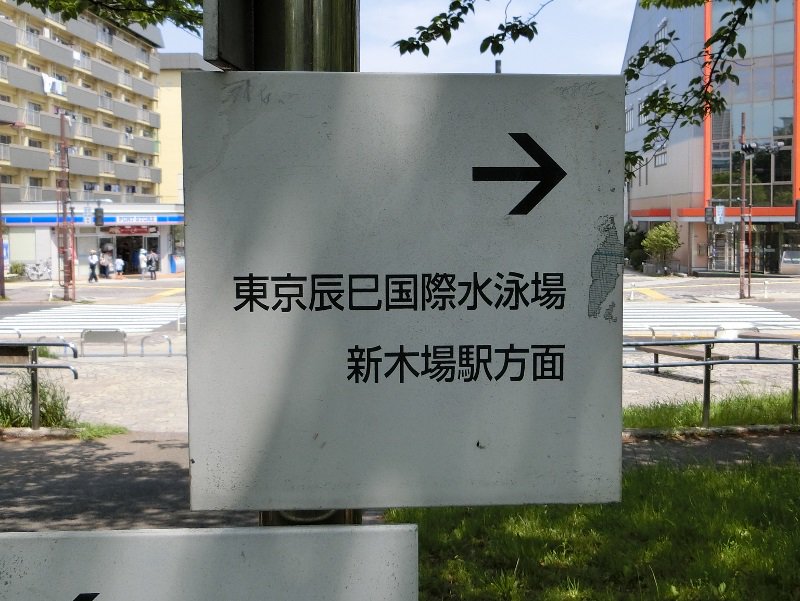 →
東京辰巳国際水泳場
新木場駅方面